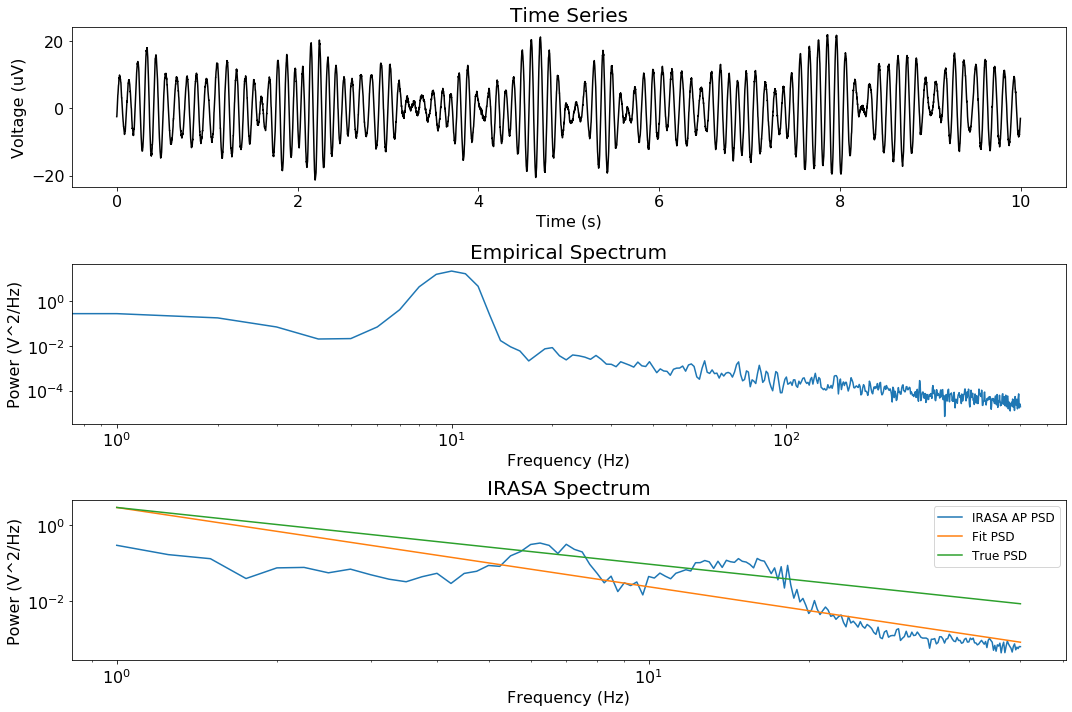 Time Series
Voltage (uV)
20
0
−20
0 2 4 6 8 10
Time (s)
Empirical Spectrum
Power (V^2/Hz)
10^0
10^−2
10^−4
10^0 10^1 10^2
Frequency (Hz)
IRASA Spectrum
Power (V^2/Hz)
10^0
10^−2
IRASA AP PSD
Fit PSD
True PSD
10^0 10^1
Frequency (Hz)